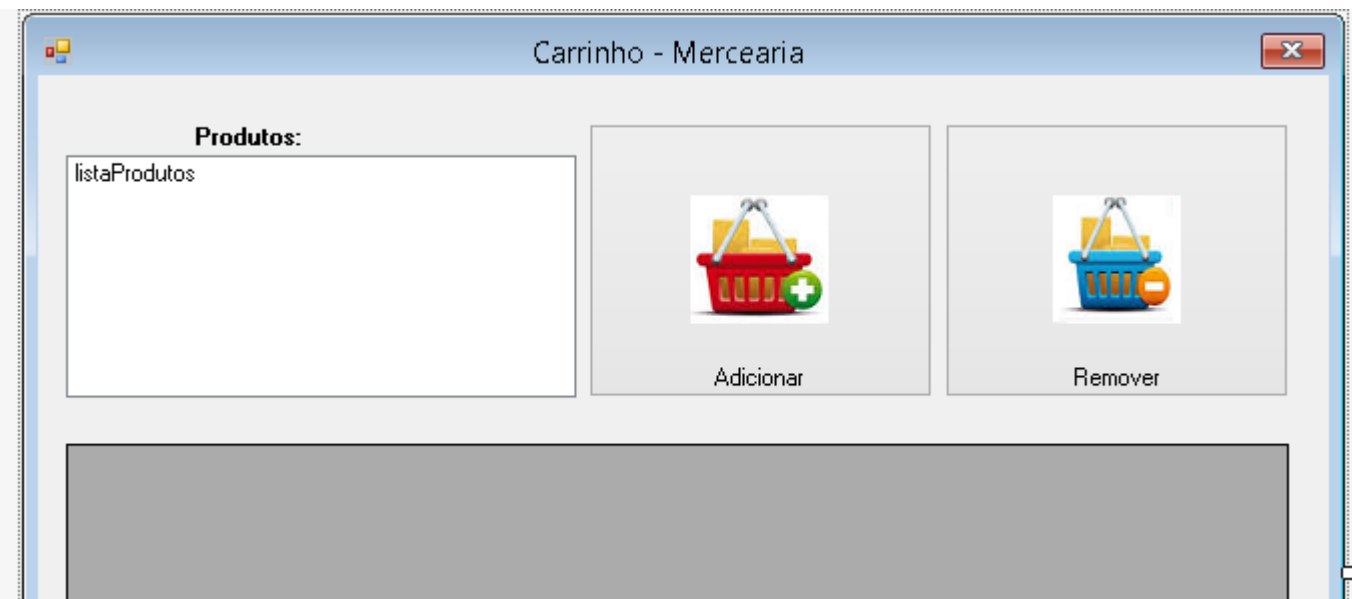 Carrinho - Mercearia
Produtos:
listaProdutos
Adicionar
Remover